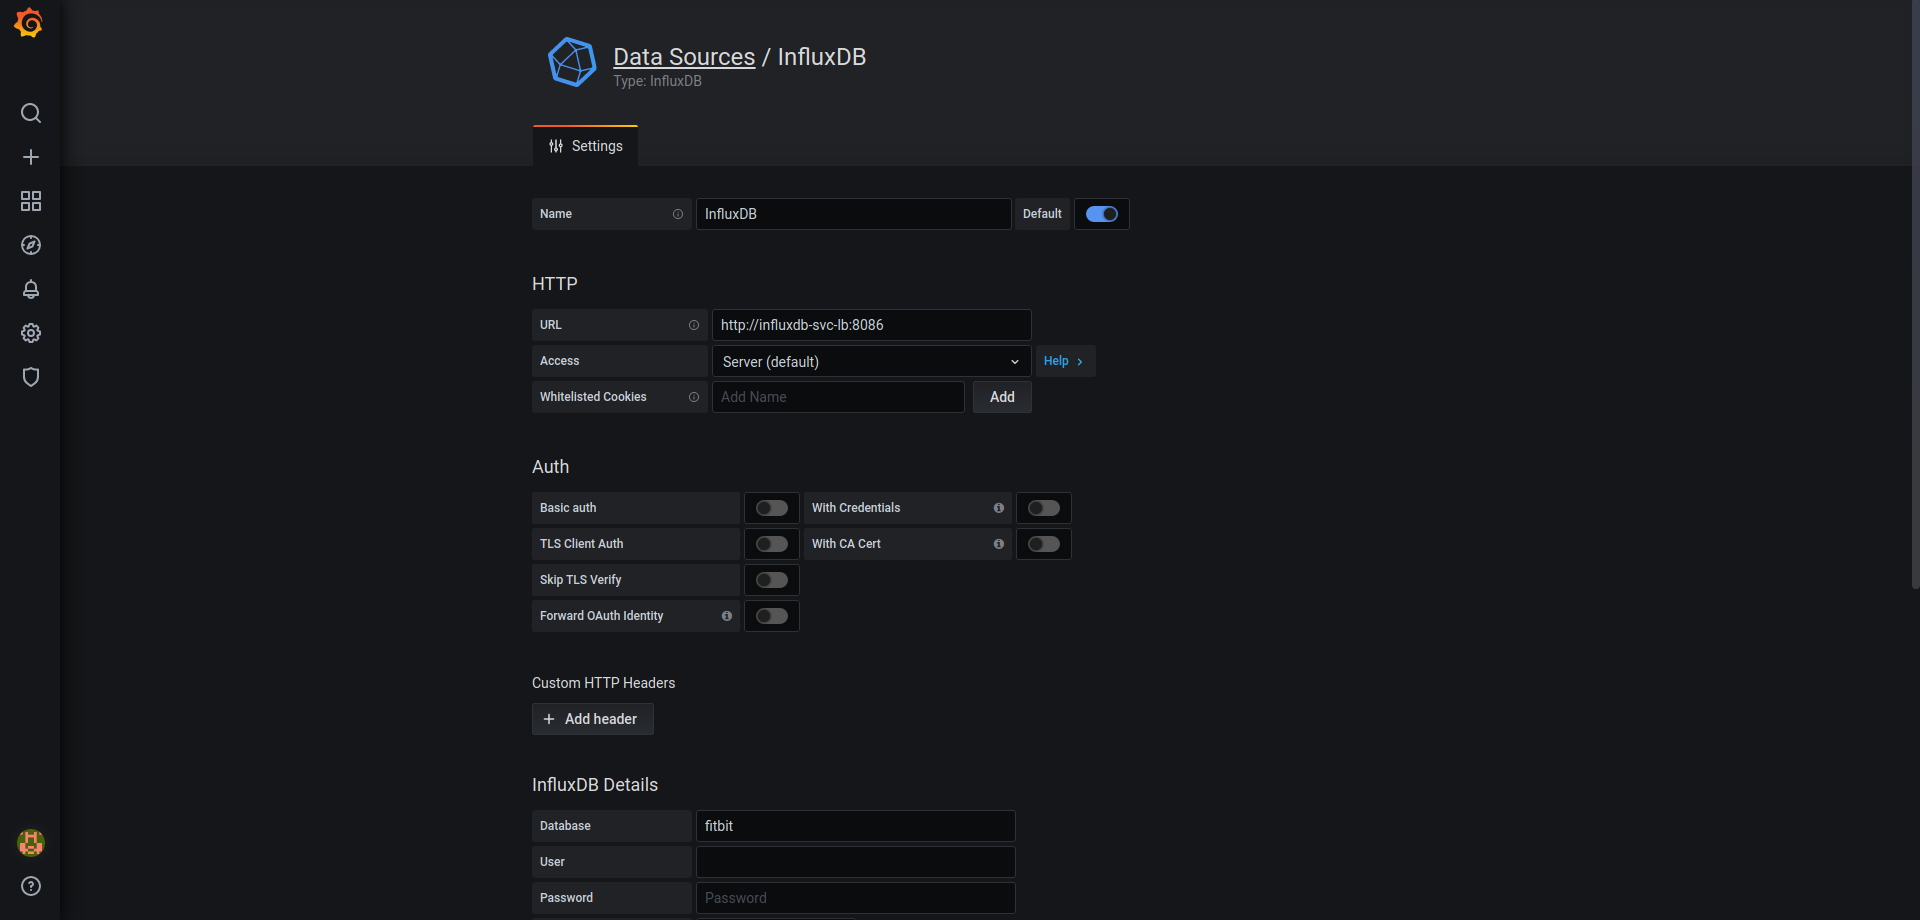 Data Sources / InfluxDB
Type: InfluxDB
Settings
Name InfluxDB Default
HTTP
URL http://influxdb-svc-lb:8086
Access Server (default) Help
Whitelisted Cookies Add Name Add
Auth
Basic auth With Credentials
TLS Client Auth With CA Cert
Skip TLS Verify
Forward OAuth Identity
Custom HTTP Headers
Add header
InfluxDB Details
Database fitbit
User
Password Password